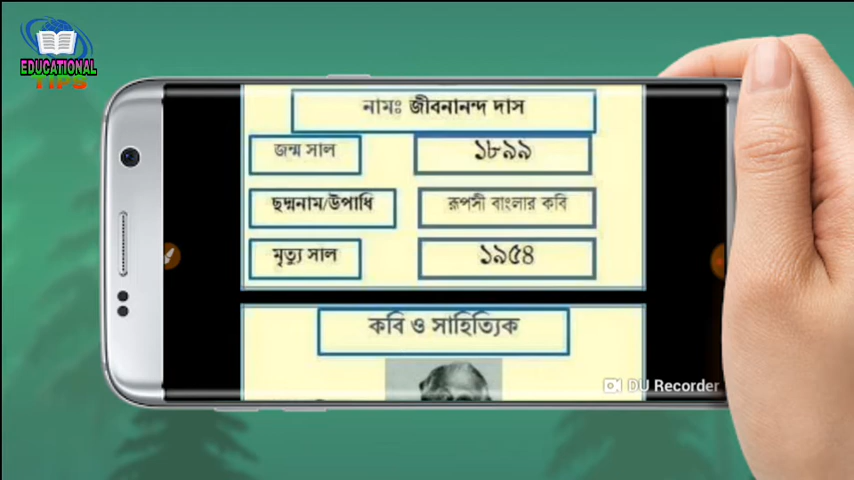 EDUCATIONAL
TIPS
নামঃ জীবনানন্দ দাস
জন্ম সাল
১৮৯৯
ছদ্মনাম/উপাধি
রূপসী বাংলার কবি
মৃত্যু সাল
১৯৫৪
কবি ও সাহিত্যিক
DU Recorder